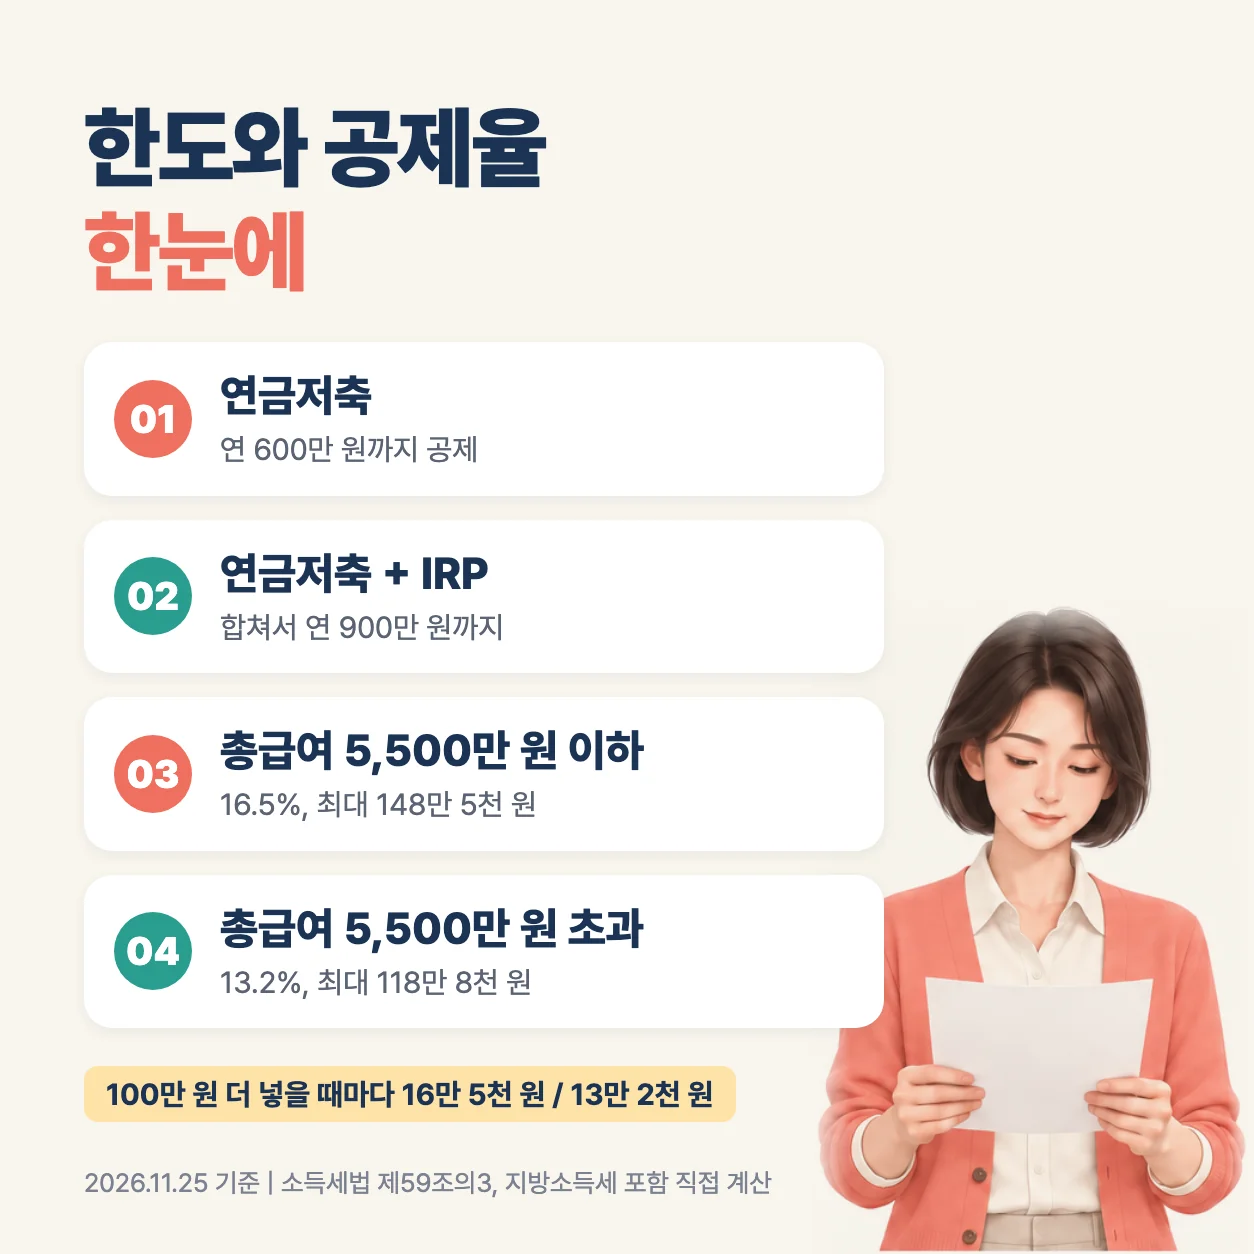 한도와 공제율
한눈에
01
연금저축
연 600만 원까지 공제
02
연금저축 + IRP
합쳐서 연 900만 원까지
03
총급여 5,500만 원 이하
16.5%, 최대 148만 5천 원
04
총급여 5,500만 원 초과
13.2%, 최대 118만 8천 원
100만 원 더 넣을 때마다 16만 5천 원 / 13만 2천 원
2026.11.25 기준 | 소득세법 제59조의3, 지방소득세 포함 직접 계산